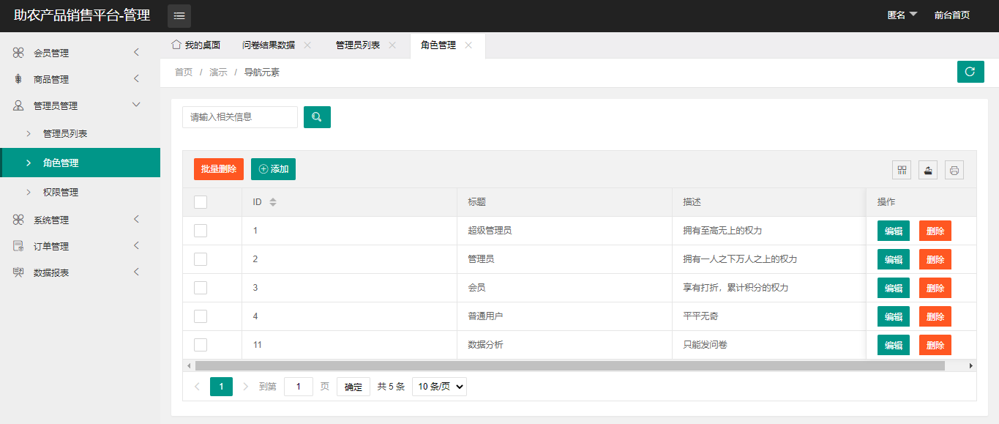 助农产品销售平台-管理
匿名
前台首页
会员管理
商品管理
管理员管理
管理员列表
角色管理
权限管理
系统管理
订单管理
数据报表
我的桌面 问卷结果数据 管理员列表 角色管理
首页 / 演示 / 导航元素
请输入相关信息
批量删除 添加
ID 标题 描述 操作
1 超级管理员 拥有至高无上的权力 编辑 删除
2 管理员 拥有一人之下万人之上的权力 编辑 删除
3 会员 享有打折，累计积分的权力 编辑 删除
4 普通用户 平平无奇 编辑 删除
11 数据分析 只能发问卷 编辑 删除
1 到第 1 页 确定 共 5 条 10 条/页